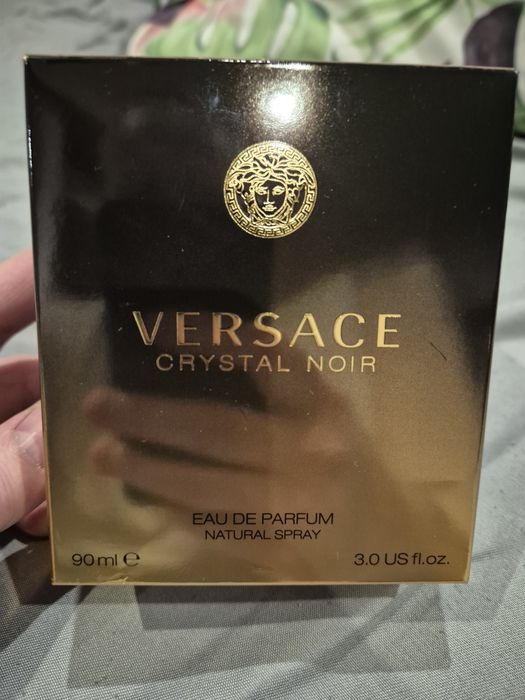 VERSACE
CRYSTAL NOIR
EAU DE PARFUM
NATURAL SPRAY
90 ml ℮
3.0 US fl.oz.